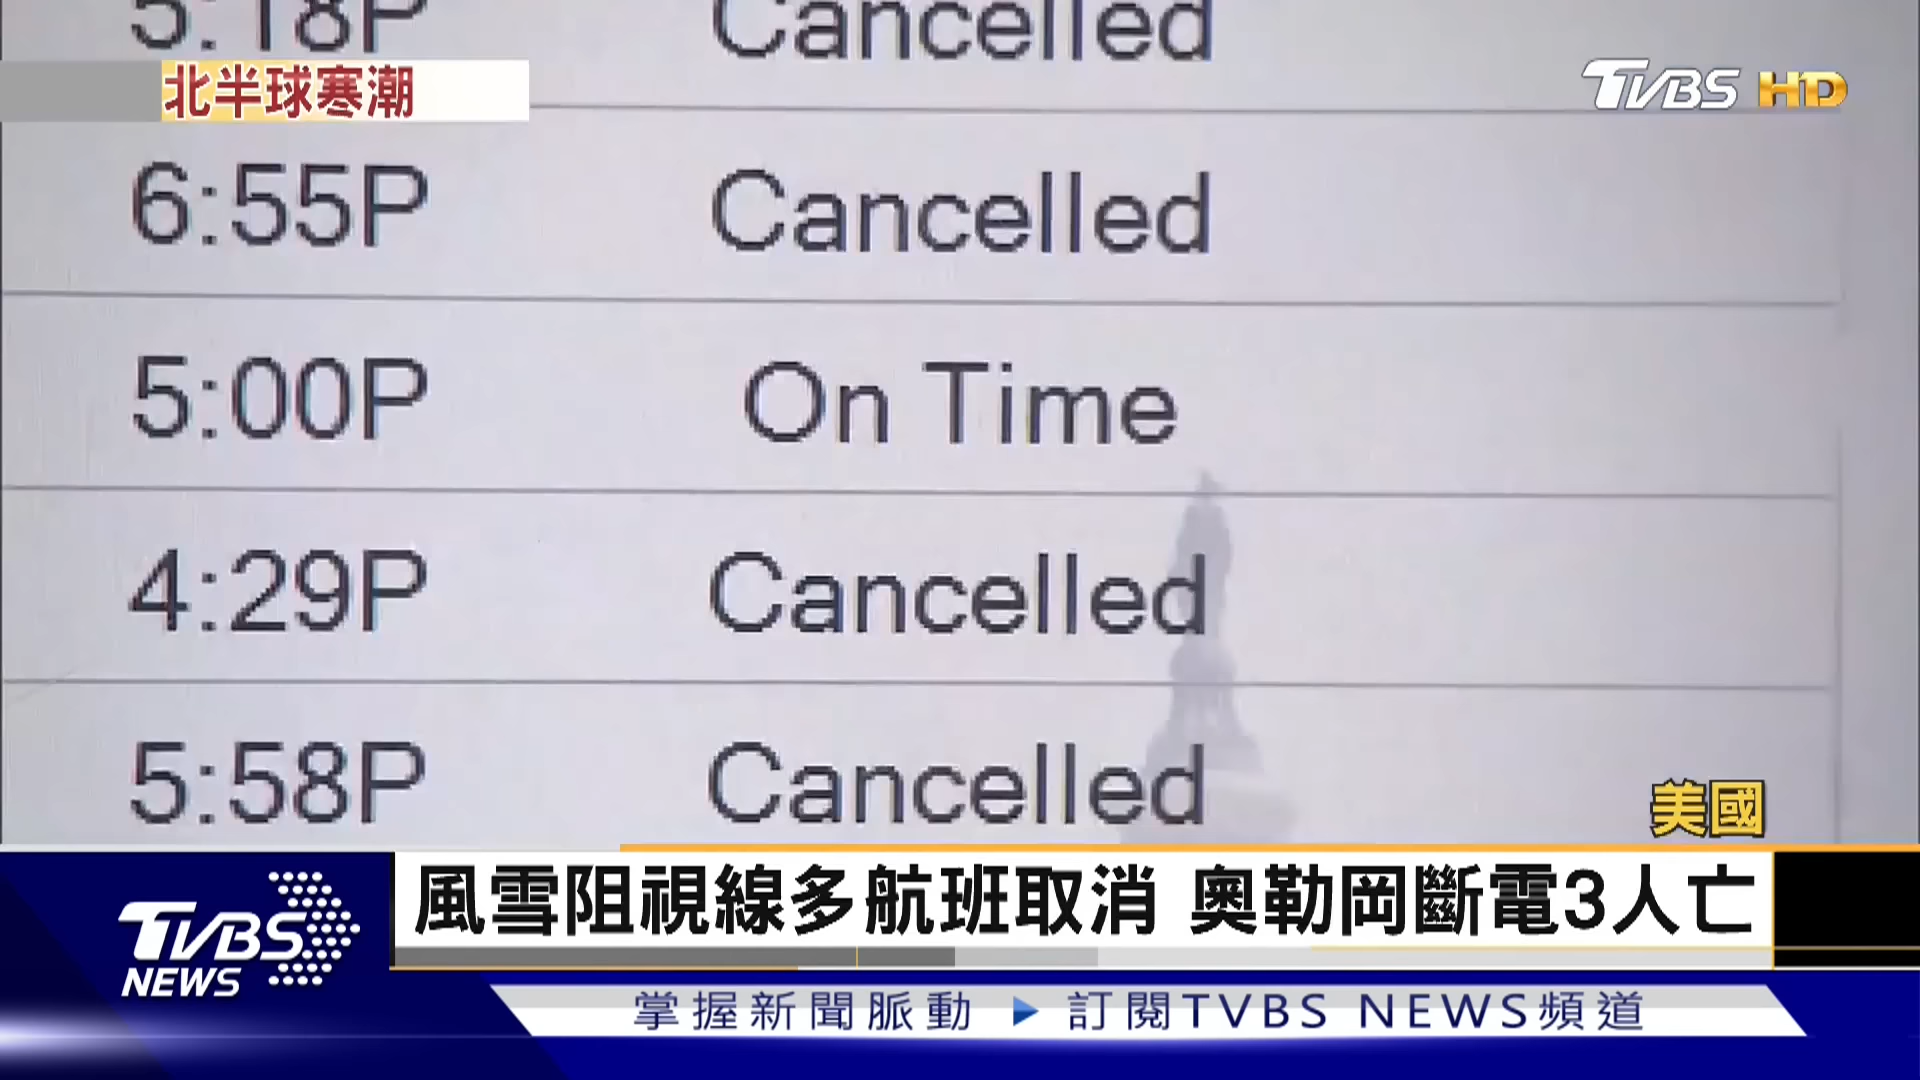 5:18P Cancelled
北半球寒潮
TVBS HD
6:55P Cancelled
5:00P On Time
4:29P Cancelled
5:58P Cancelled
美國
TVBS NEWS
風雪阻視線多航班取消 奧勒岡斷電3人亡
掌握新聞脈動 ▶ 訂閱TVBS NEWS頻道